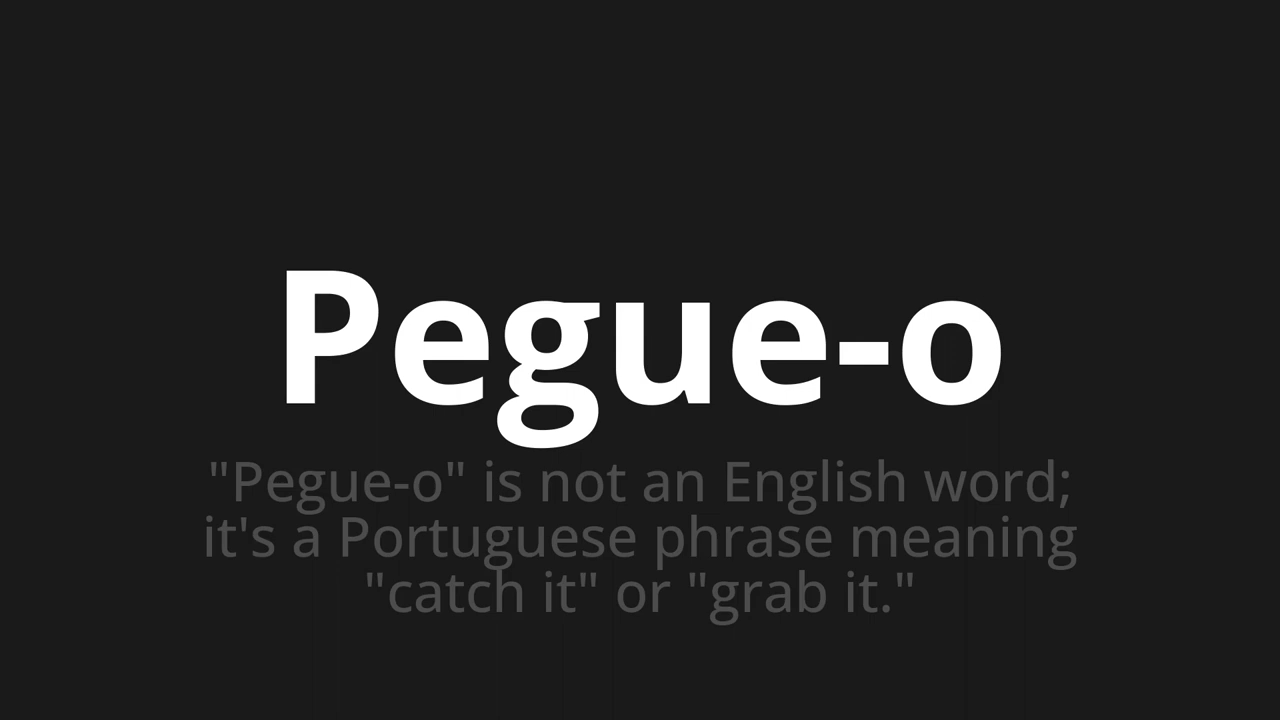 Pegue-o
"Pegue-o" is not an English word;
it's a Portuguese phrase meaning
"catch it" or "grab it."